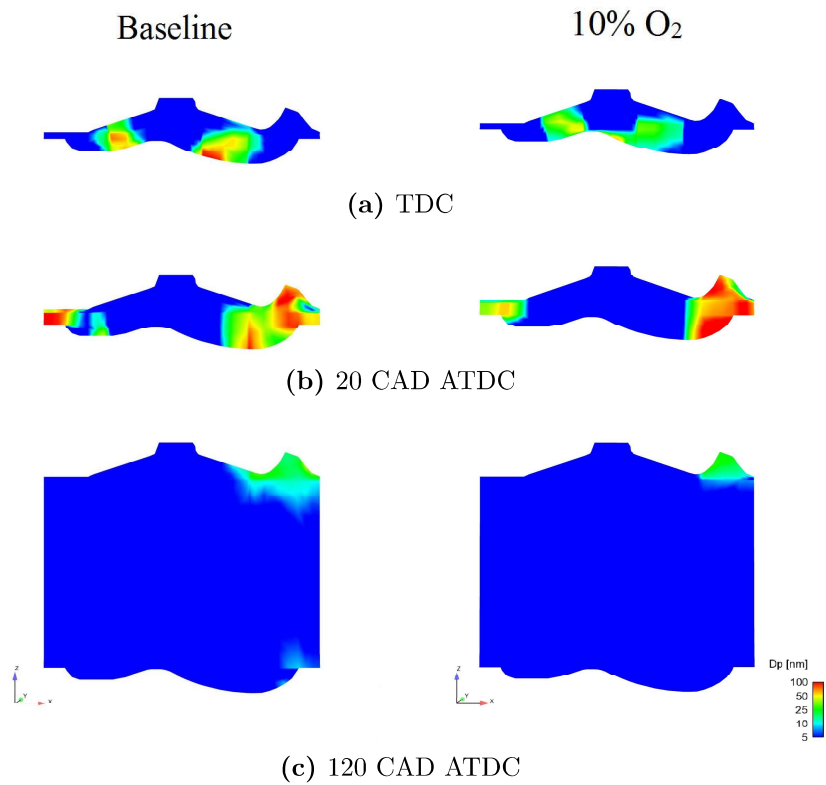 Baseline
10% O₂
(a) TDC
(b) 20 CAD ATDC
Z
Y
X
Z
Y
X
Dp [nm]
100
50
25
10
5
(c) 120 CAD ATDC